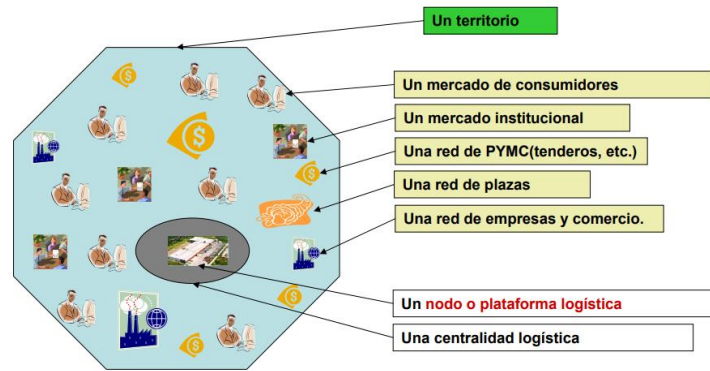 Un territorio
Un mercado de consumidores
Un mercado institucional
Una red de PYMC(tenderos, etc.)
Una red de plazas
Una red de empresas y comercio.
Un nodo o plataforma logística
Una centralidad logística